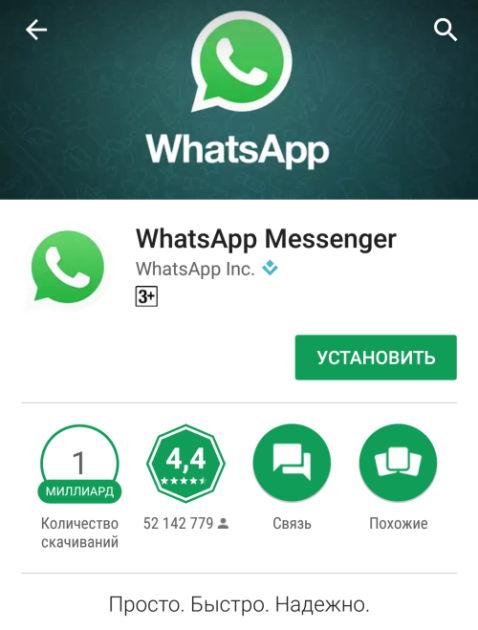 WhatsApp
WhatsApp Messenger
WhatsApp Inc.
3+
УСТАНОВИТЬ
1
МИЛЛИАРД
Количество
скачиваний
4,4
52 142 779
Связь
Похожие
Просто. Быстро. Надежно.